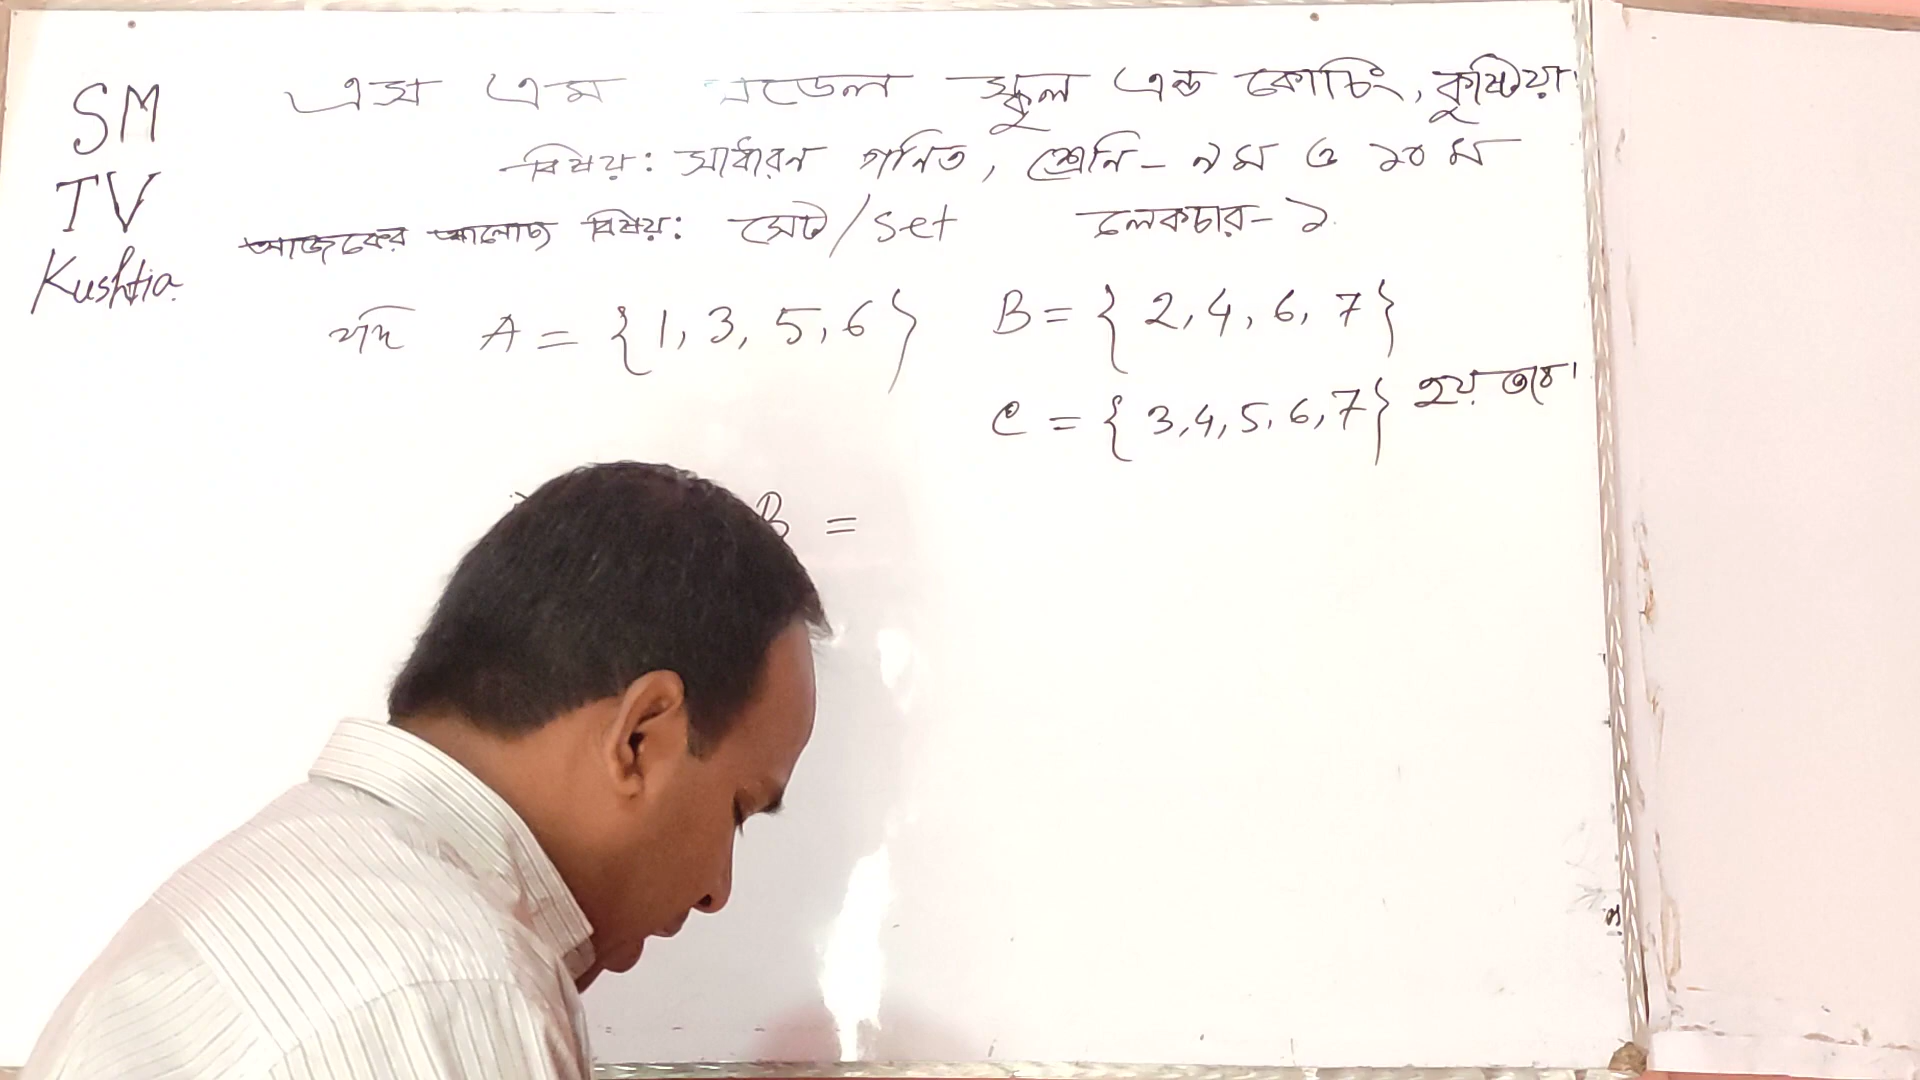 SM
TV
Kushtia.
এস এম মডেল স্কুল এন্ড কোচিং, কুষ্টিয়া।
বিষয়: সাধারন গনিত, শ্রেনি - ৯ম ও ১০ম
আজকের আলোচ্য বিষয়: সেট/set লেকচার - ১.
যদি A = {1, 3, 5, 6} B = {2, 4, 6, 7}
C = {3, 4, 5, 6, 7} হয় তবে।
B =